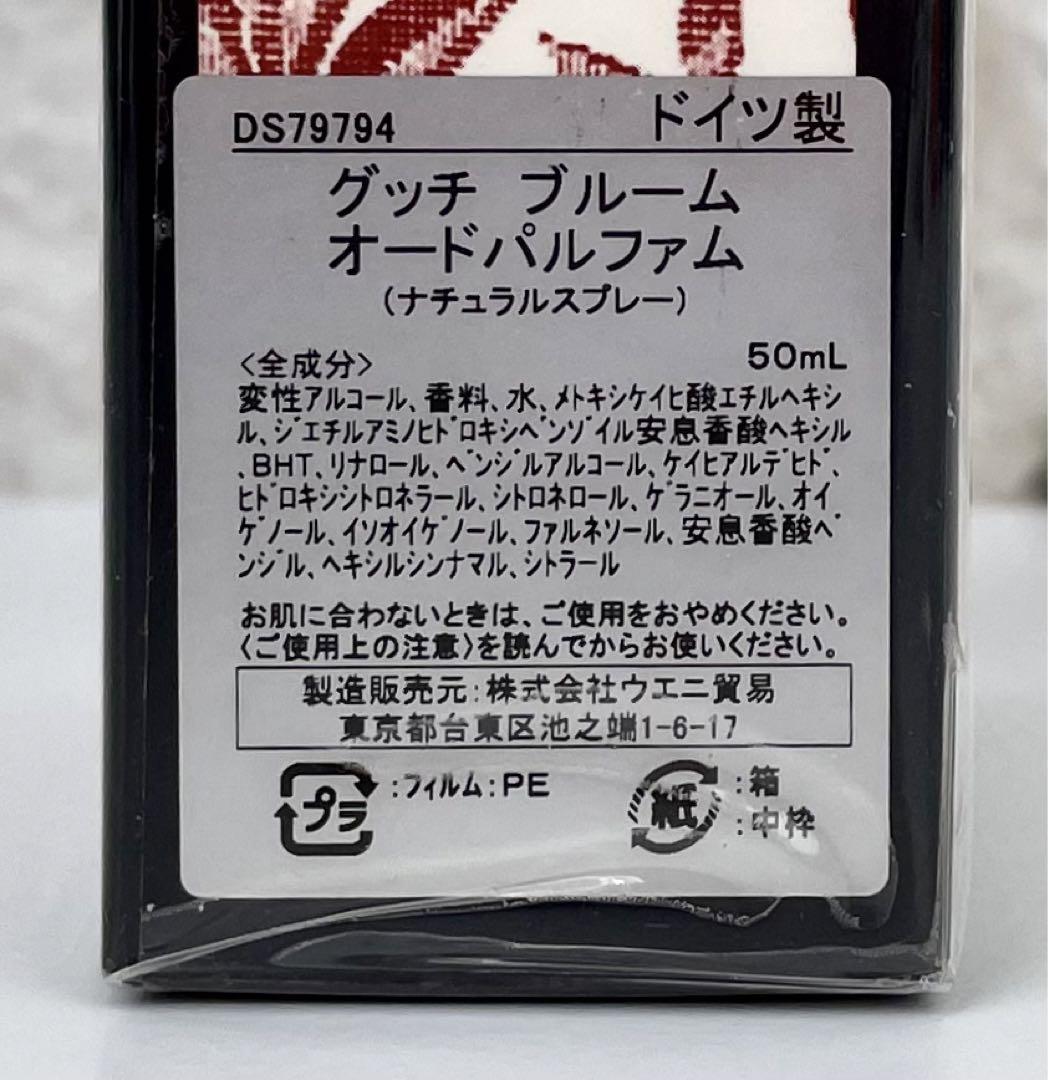 DS79794 ドイツ製
グッチ ブルーム
オードパルファム
(ナチュラルスプレー)
〈全成分〉 50mL
変性アルコール、香料、水、メトキシケイヒ酸エチルヘキシ
ル、ジエチルアミノヒドロキシベンゾイル安息香酸ヘキシル
、BHT、リナロール、ベンジルアルコール、ケイヒアルデヒド、
ヒドロキシシトロネラール、シトロネロール、ゲラニオール、オイ
ゲノール、イソオイゲノール、ファルネソール、安息香酸ベ
ンジル、ヘキシルシンナマル、シトラール
お肌に合わないときは、ご使用をおやめください。
〈ご使用上の注意〉を読んでからお使いください。
製造販売元:株式会社ウエニ貿易
東京都台東区池之端1-6-17
プラ :フィルム:PE 紙 :箱
:中枠